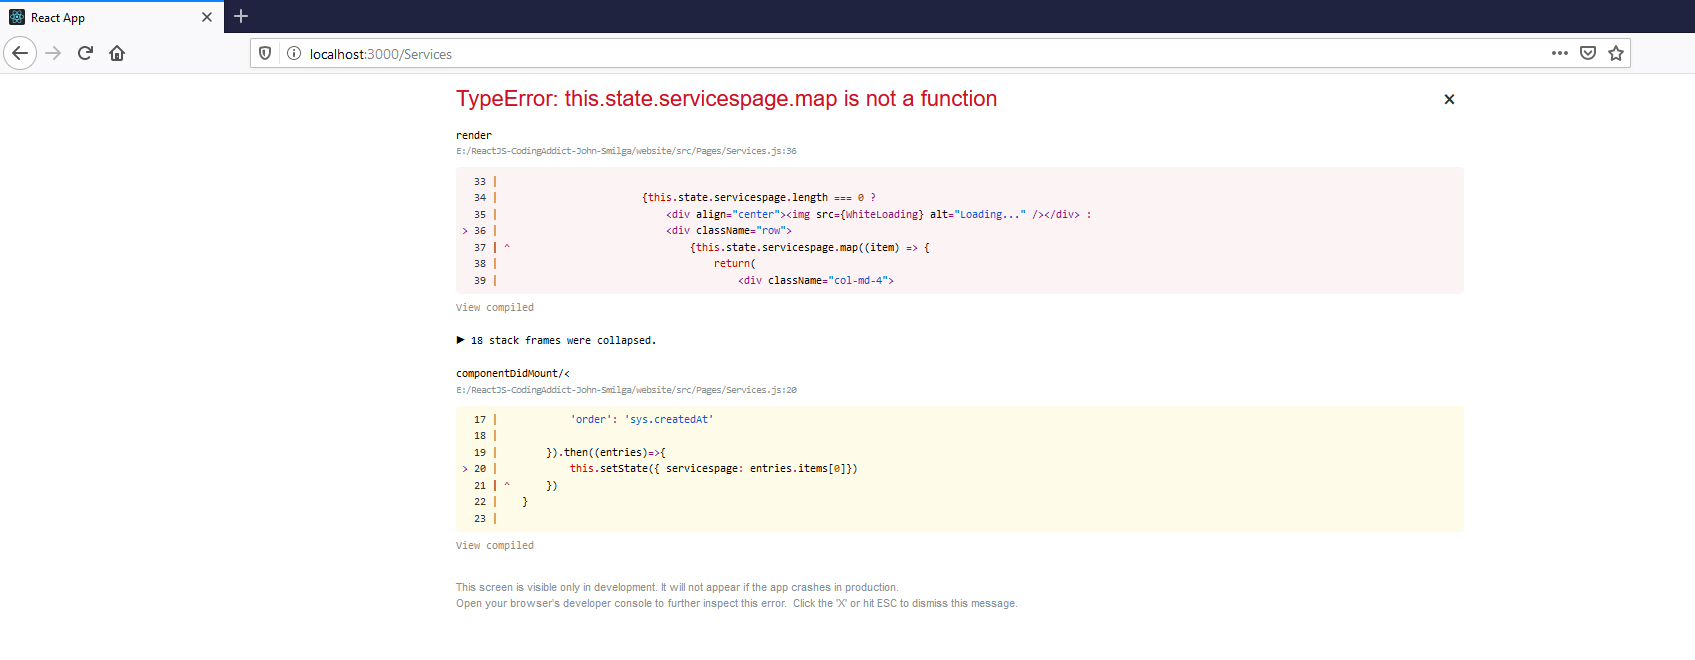 React App
localhost:3000/Services
TypeError: this.state.servicespage.map is not a function
render
E:/ReactJS-CodingAddict-John-Smilga/website/src/Pages/Services.js:36
33 |
34 | {this.state.servicespage.length === 0 ?
35 | <div align="center"><img src={WhiteLoading} alt="Loading..." /></div> :
> 36 | <div className="row">
37 | ^ {this.state.servicespage.map((item) => {
38 | return(
39 | <div className="col-md-4">
View compiled
▶ 18 stack frames were collapsed.
componentDidMount/<
E:/ReactJS-CodingAddict-John-Smilga/website/src/Pages/Services.js:20
17 | 'order': 'sys.createdAt'
18 |
19 | }).then((entries)=>{
> 20 | this.setState({ servicespage: entries.items[0]})
21 | ^ })
22 | }
23 |
View compiled
This screen is visible only in development. It will not appear if the app crashes in production.
Open your browser's developer console to further inspect this error. Click the 'X' or hit ESC to dismiss this message.